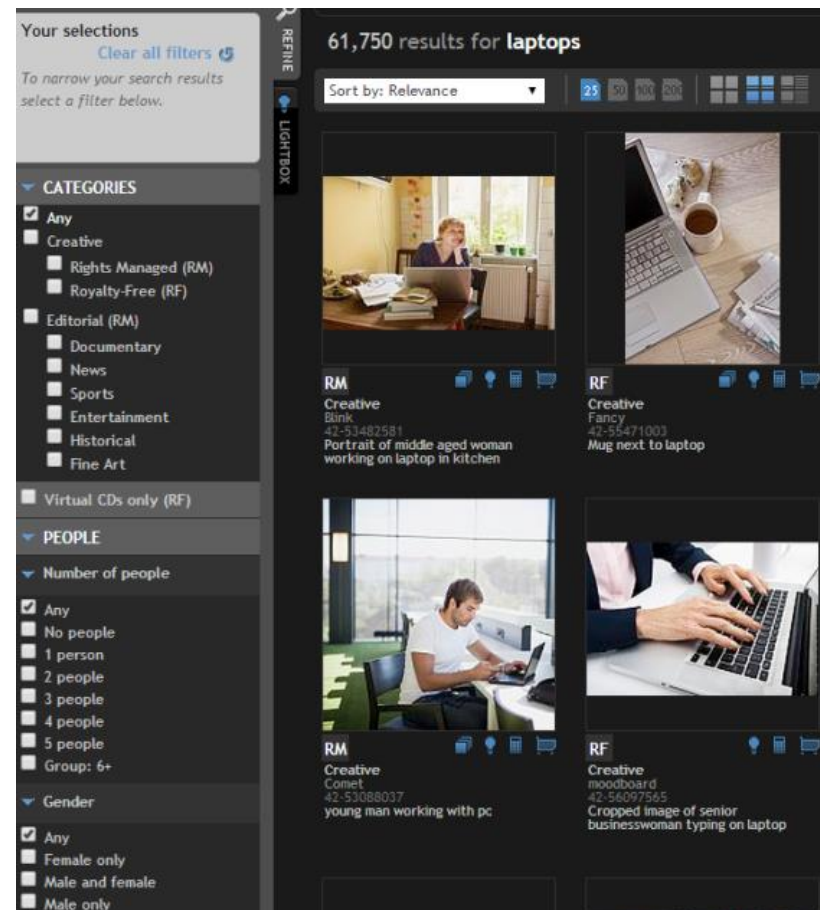 Your selections
Clear all filters
To narrow your search results
select a filter below.
CATEGORIES
Any
Creative
Rights Managed (RM)
Royalty-Free (RF)
Editorial (RM)
Documentary
News
Sports
Entertainment
Historical
Fine Art
Virtual CDs only (RF)
PEOPLE
Number of people
Any
No people
1 person
2 people
3 people
4 people
5 people
Group: 6+
Gender
Any
Female only
Male and female
Male only
REFINE
LIGHTBOX
61,750 results for laptops
Sort by: Relevance
25 50 100 200
RM
Creative
Blink
42-53482581
Portrait of middle aged woman
working on laptop in kitchen
RF
Creative
Fancy
42-55471003
Mug next to laptop
RM
Creative
Comet
42-53088037
young man working with pc
RF
Creative
moodboard
42-56097565
Cropped image of senior
businesswoman typing on laptop